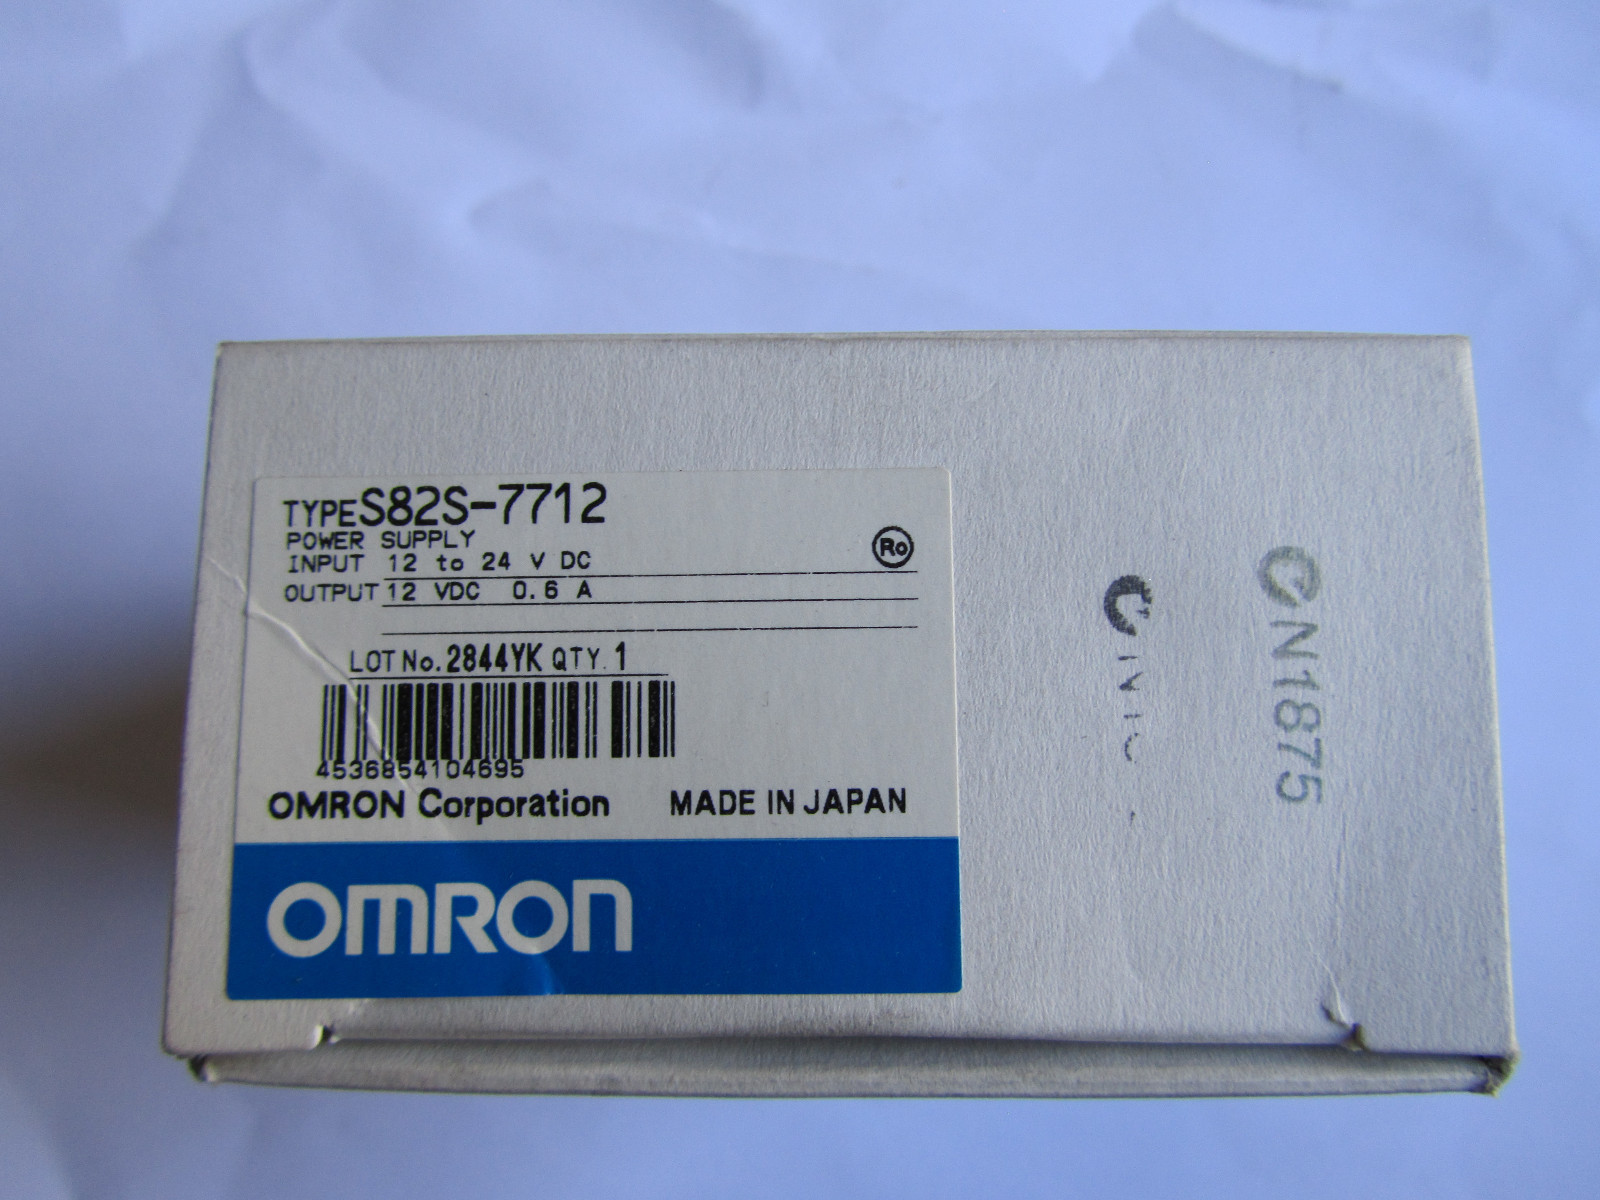 TYPE S82S-7712
POWER SUPPLY
INPUT 12 to 24 V DC
Ro
OUTPUT 12 VDC 0.6 A
LOT No. 2844YK QTY. 1
4536854104695
OMRON Corporation MADE IN JAPAN
OMRON
N1875